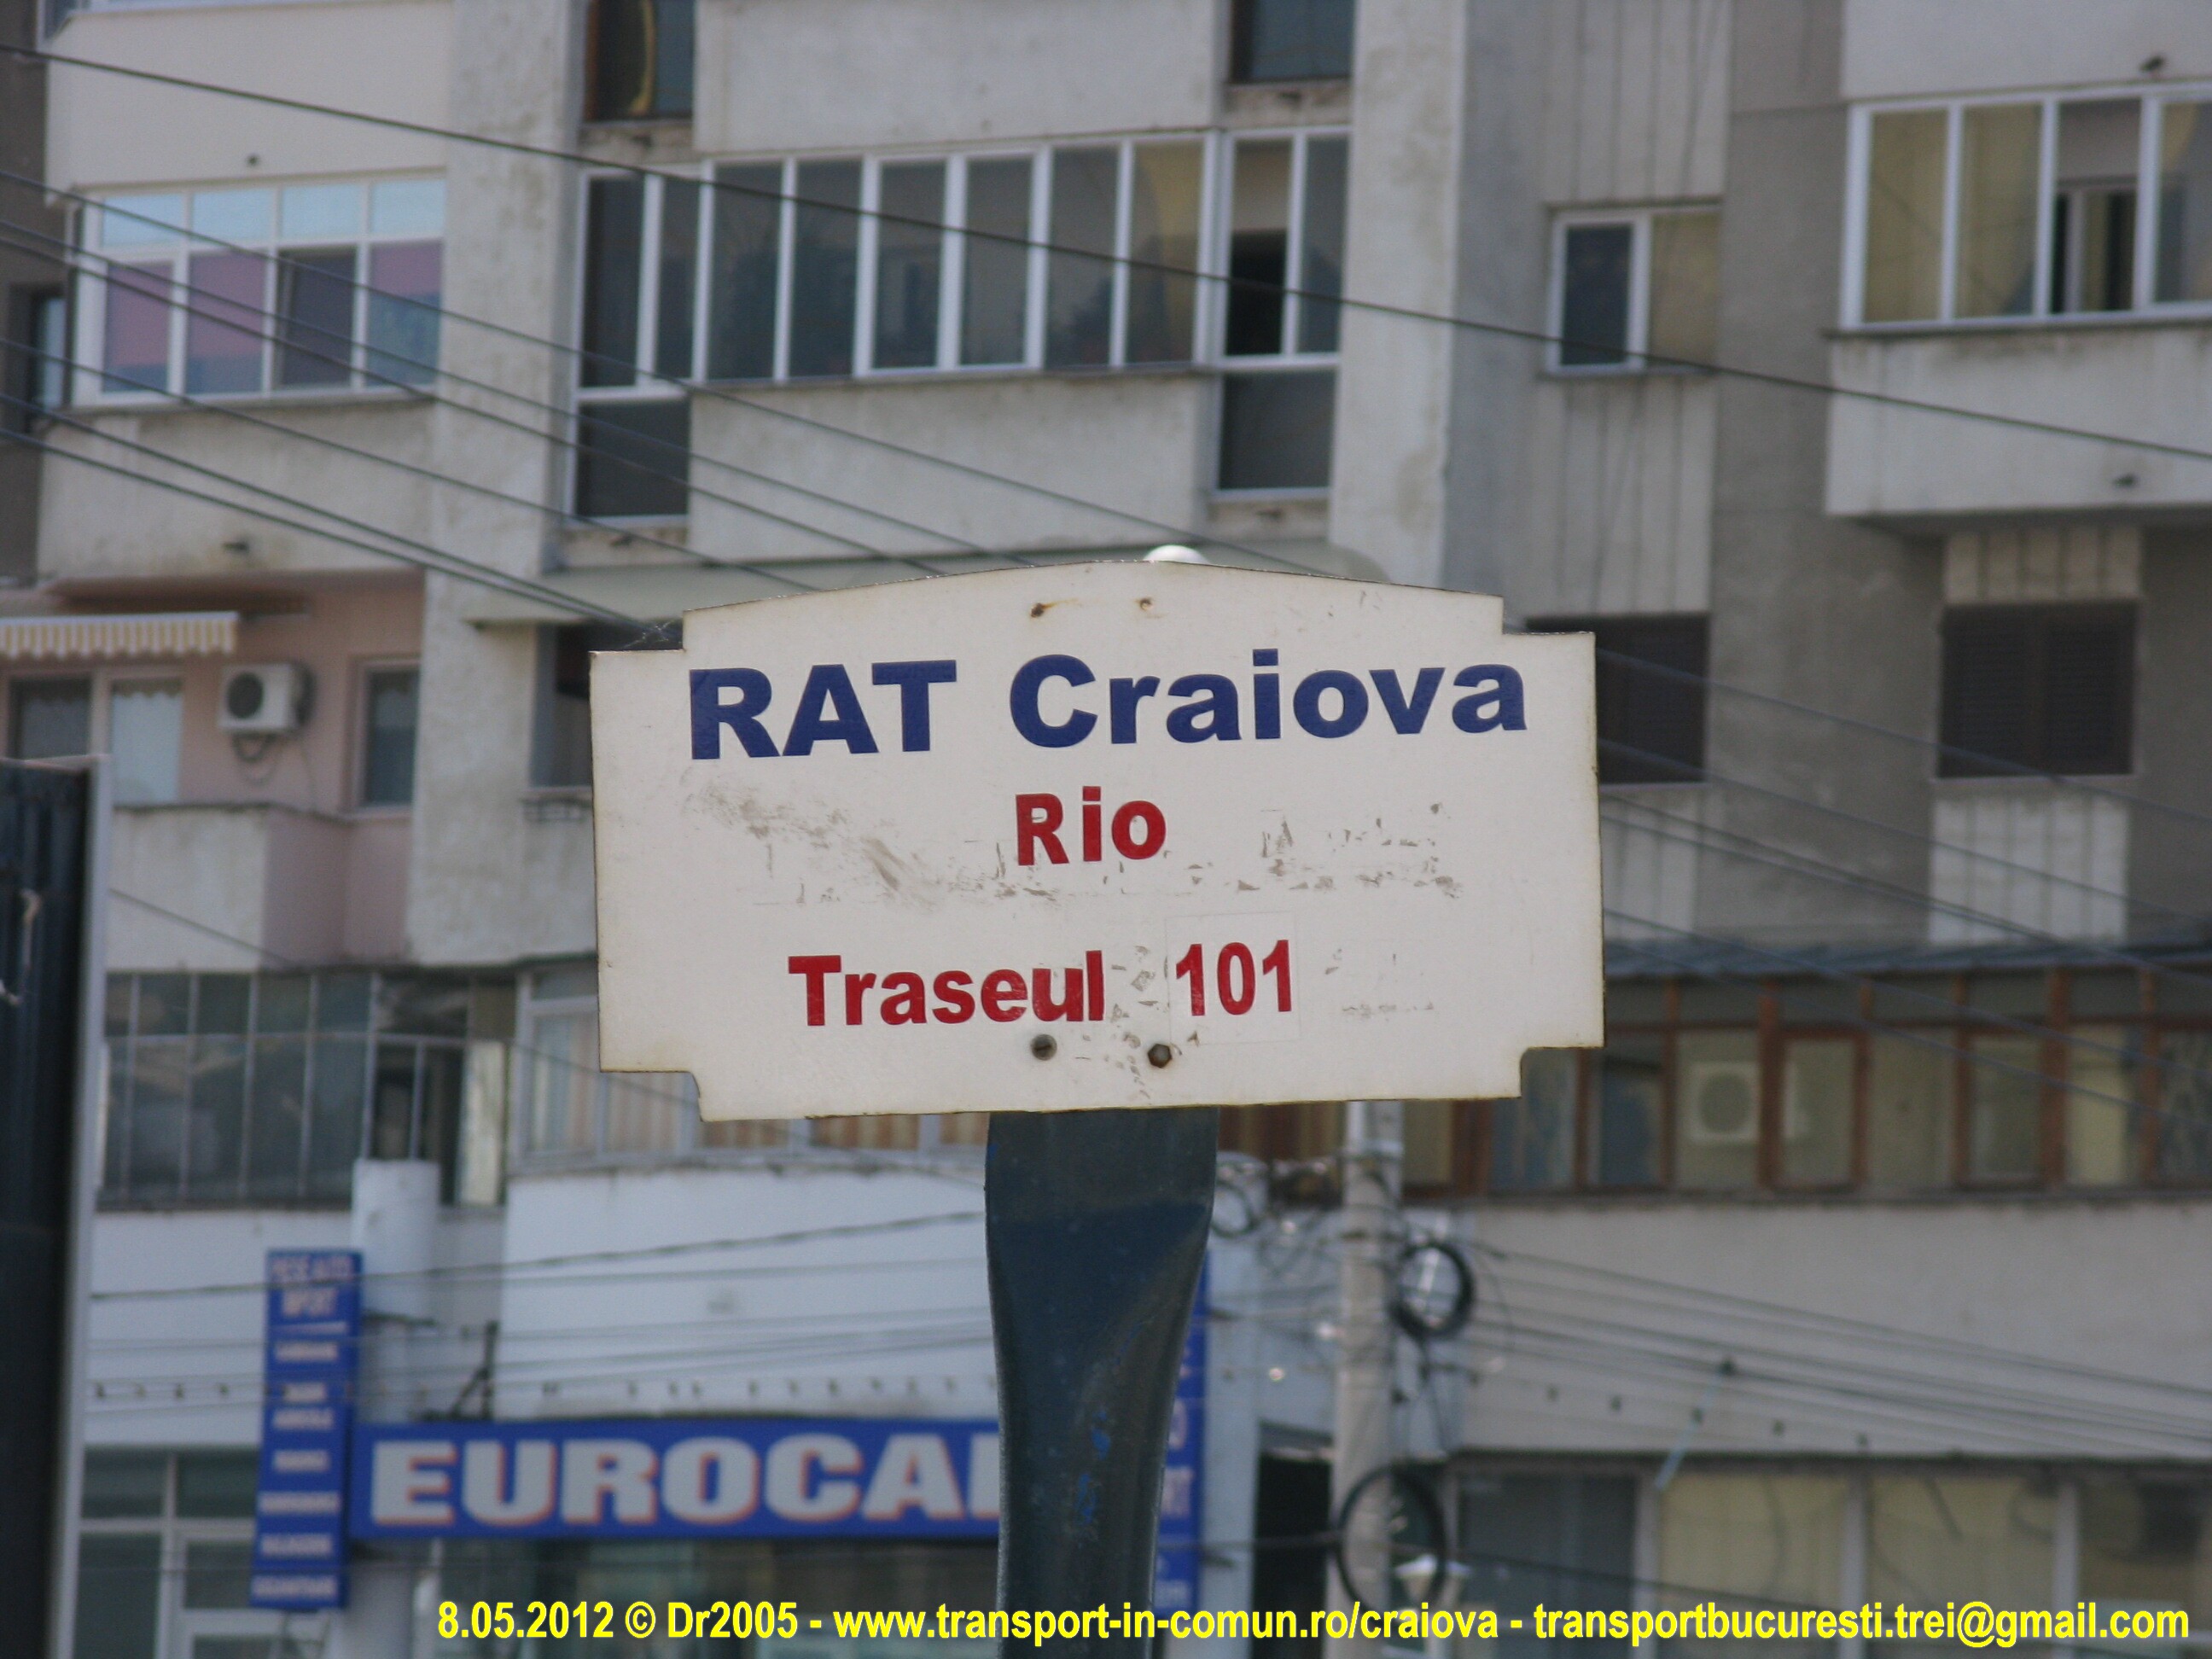 RAT Craiova
Rio
Traseul 101
EUROCA
8.05.2012 © Dr2005 - www.transport-in-comun.ro/craiova - transportbucuresti.trei@gmail.com